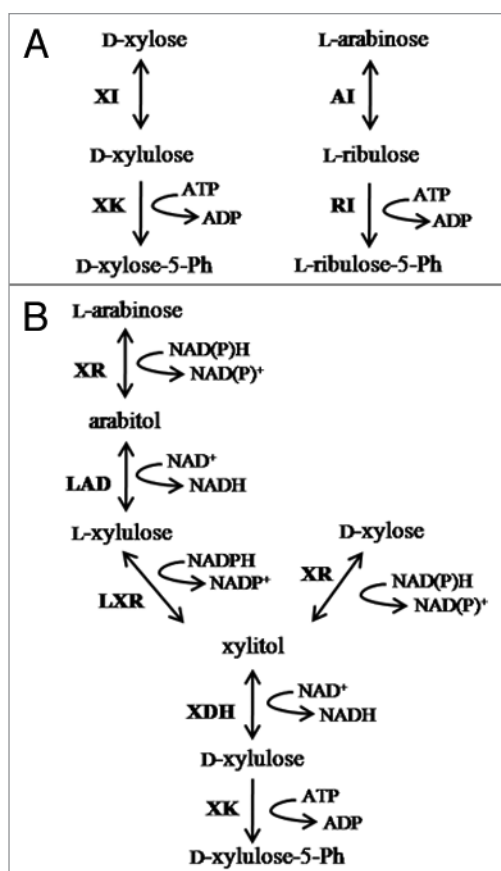 A
D-xylose
XI
D-xylulose
XK
ATP
ADP
D-xylose-5-Ph
L-arabinose
AI
L-ribulose
RI
ATP
ADP
L-ribulose-5-Ph
B
L-arabinose
XR
NAD(P)H
NAD(P)⁺
arabitol
LAD
NAD⁺
NADH
L-xylulose
LXR
NADPH
NADP⁺
D-xylose
XR
NAD(P)H
NAD(P)⁺
xylitol
XDH
NAD⁺
NADH
D-xylulose
XK
ATP
ADP
D-xylulose-5-Ph